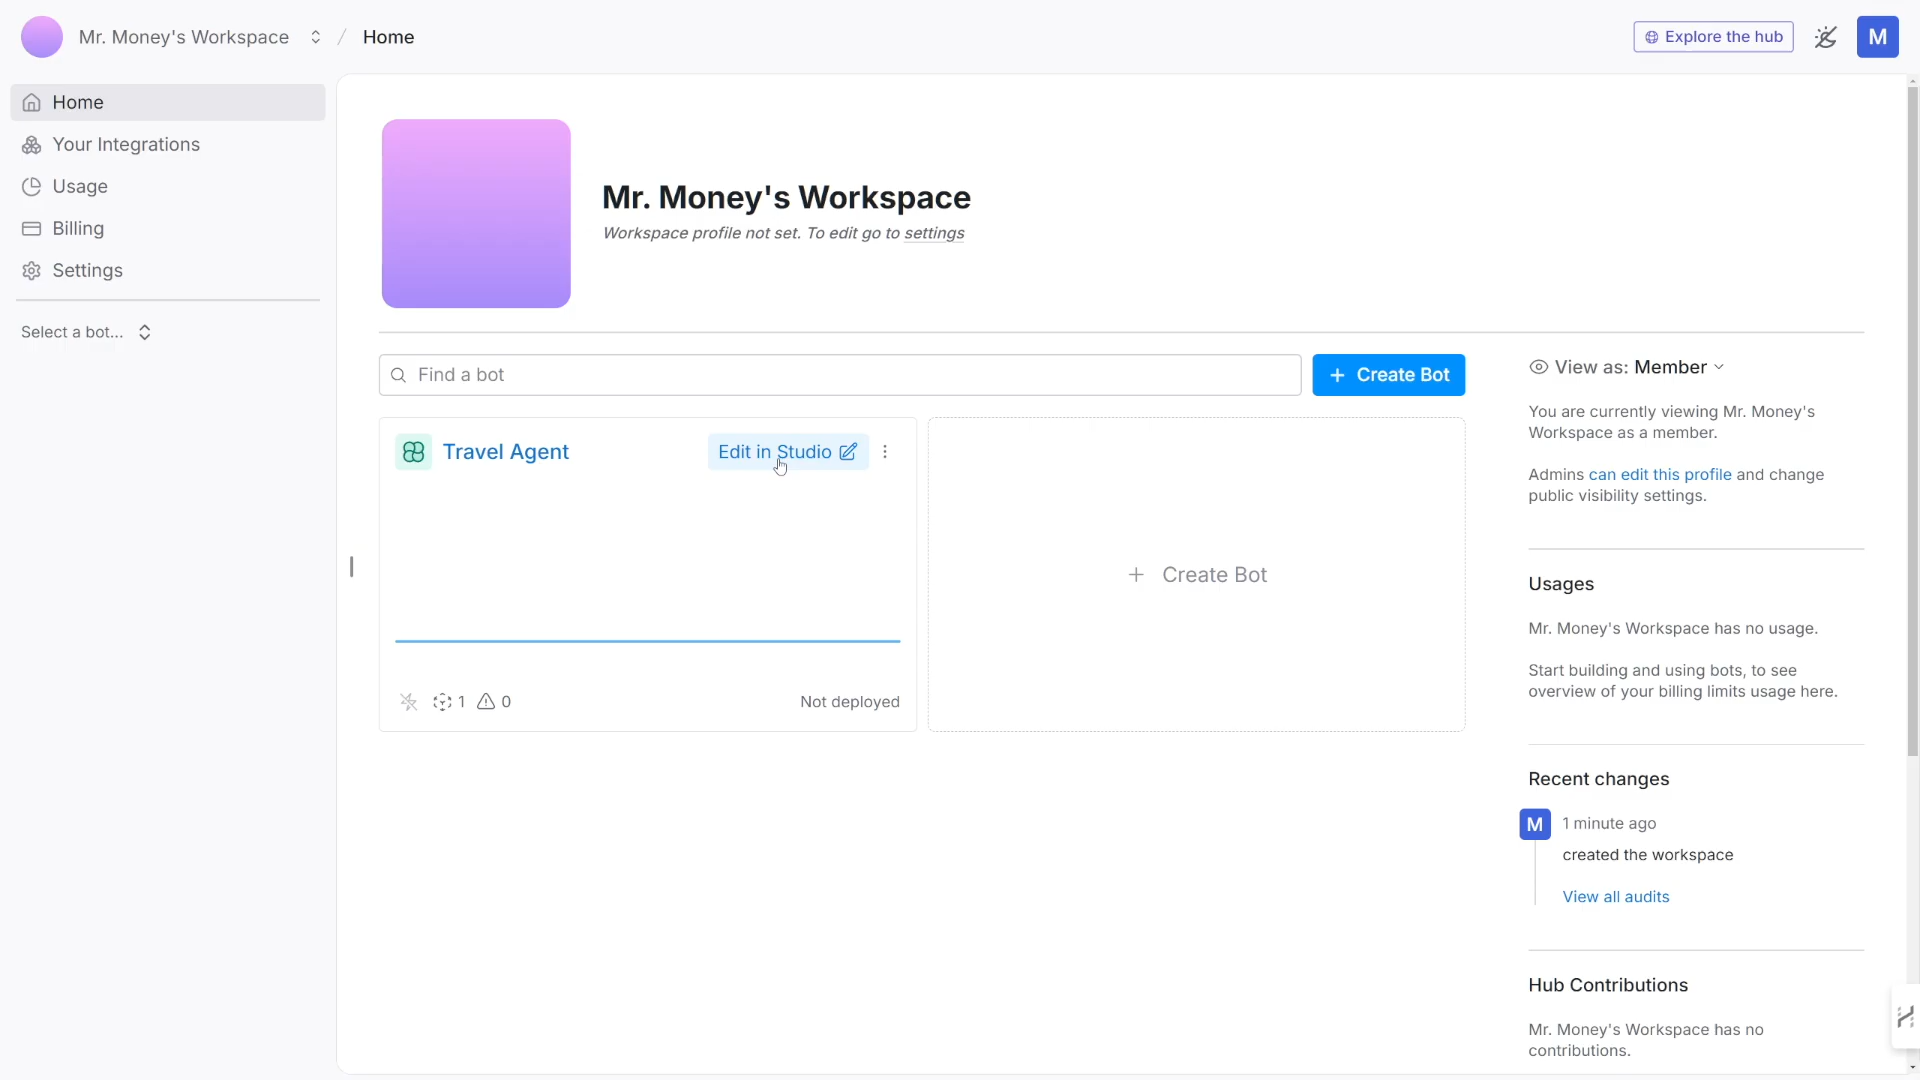 Mr. Money's Workspace / Home
Explore the hub
M
Home
Your Integrations
Usage
Billing
Settings
Select a bot...
Mr. Money's Workspace
Workspace profile not set. To edit go to settings
Find a bot
+ Create Bot
Travel Agent
Edit in Studio
1
0
Not deployed
+ Create Bot
View as: Member
You are currently viewing Mr. Money's
Workspace as a member.
Admins can edit this profile and change
public visibility settings.
Usages
Mr. Money's Workspace has no usage.
Start building and using bots, to see
overview of your billing limits usage here.
Recent changes
M
1 minute ago
created the workspace
View all audits
Hub Contributions
Mr. Money's Workspace has no
contributions.